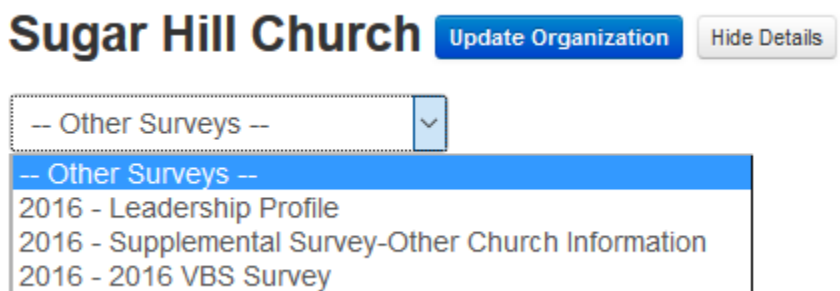 Sugar Hill Church Update Organization Hide Details
-- Other Surveys --
-- Other Surveys --
2016 - Leadership Profile
2016 - Supplemental Survey-Other Church Information
2016 - 2016 VBS Survey